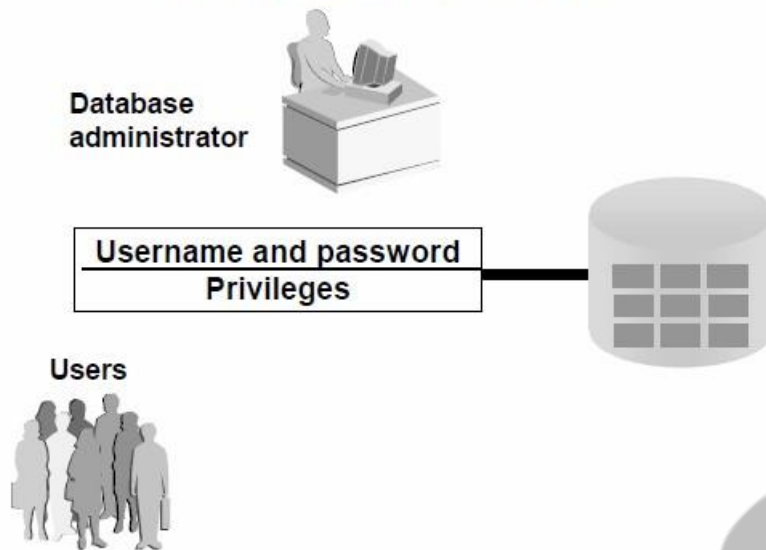 Database
administrator
Username and password
Privileges
Users